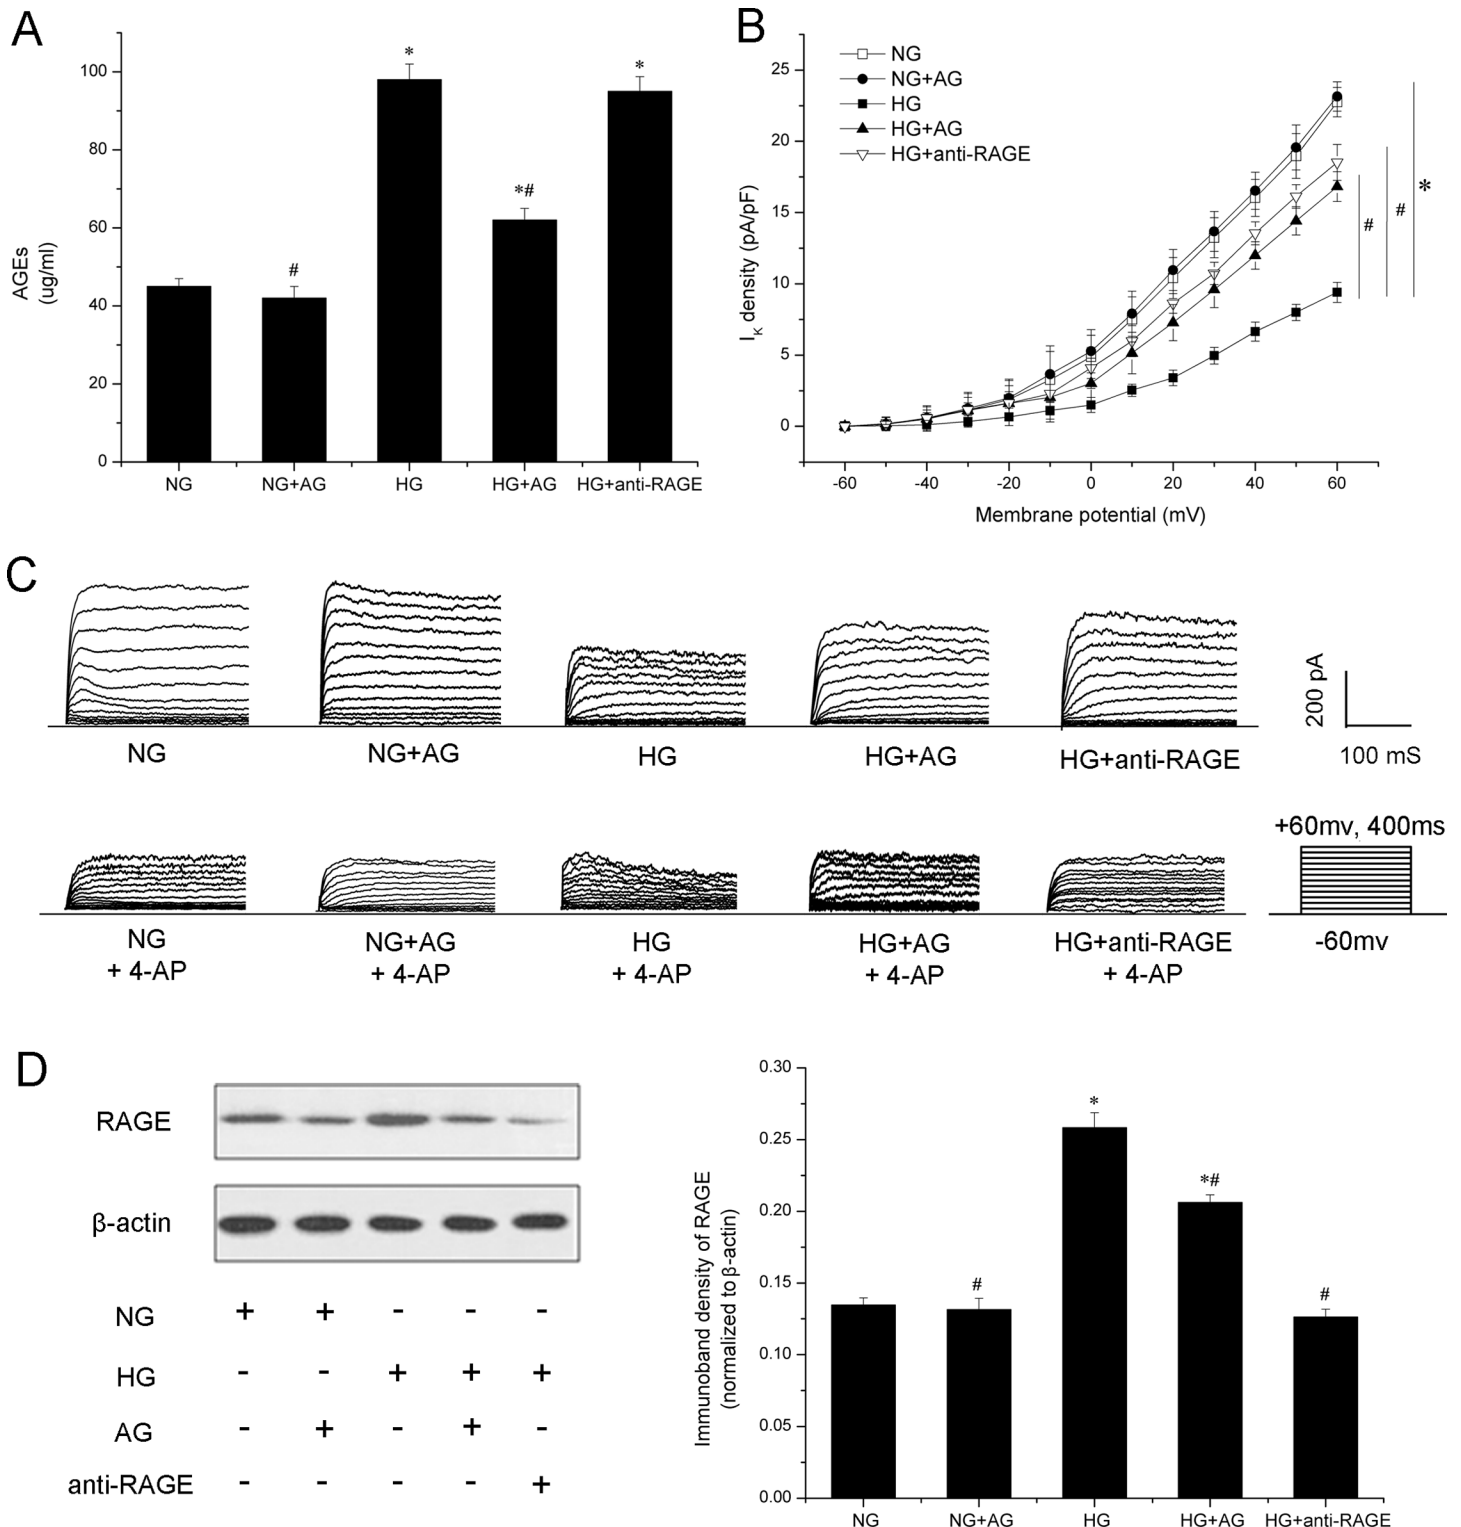 A
100
80
60
40
20
0
AGEs
(ug/ml)
*
*
*#
#
NG
NG+AG
HG
HG+AG
HG+anti-RAGE
B
NG
NG+AG
HG
HG+AG
HG+anti-RAGE
25
20
15
10
5
0
IK density (pA/pF)
*
#
#
-60
-40
-20
0
20
40
60
Membrane potential (mV)
C
NG
NG+AG
HG
HG+AG
HG+anti-RAGE
200 pA
100 mS
+60mv, 400ms
-60mv
NG
+ 4-AP
NG+AG
+ 4-AP
HG
+ 4-AP
HG+AG
+ 4-AP
HG+anti-RAGE
+ 4-AP
D
RAGE
β-actin
NG + + - - -
HG - - + + +
AG - + - + -
anti-RAGE - - - - +
0.30
0.25
0.20
0.15
0.10
0.05
0.00
Immunoband density of RAGE
(normalized to β-actin)
*
*#
#
#
NG
NG+AG
HG
HG+AG
HG+anti-RAGE